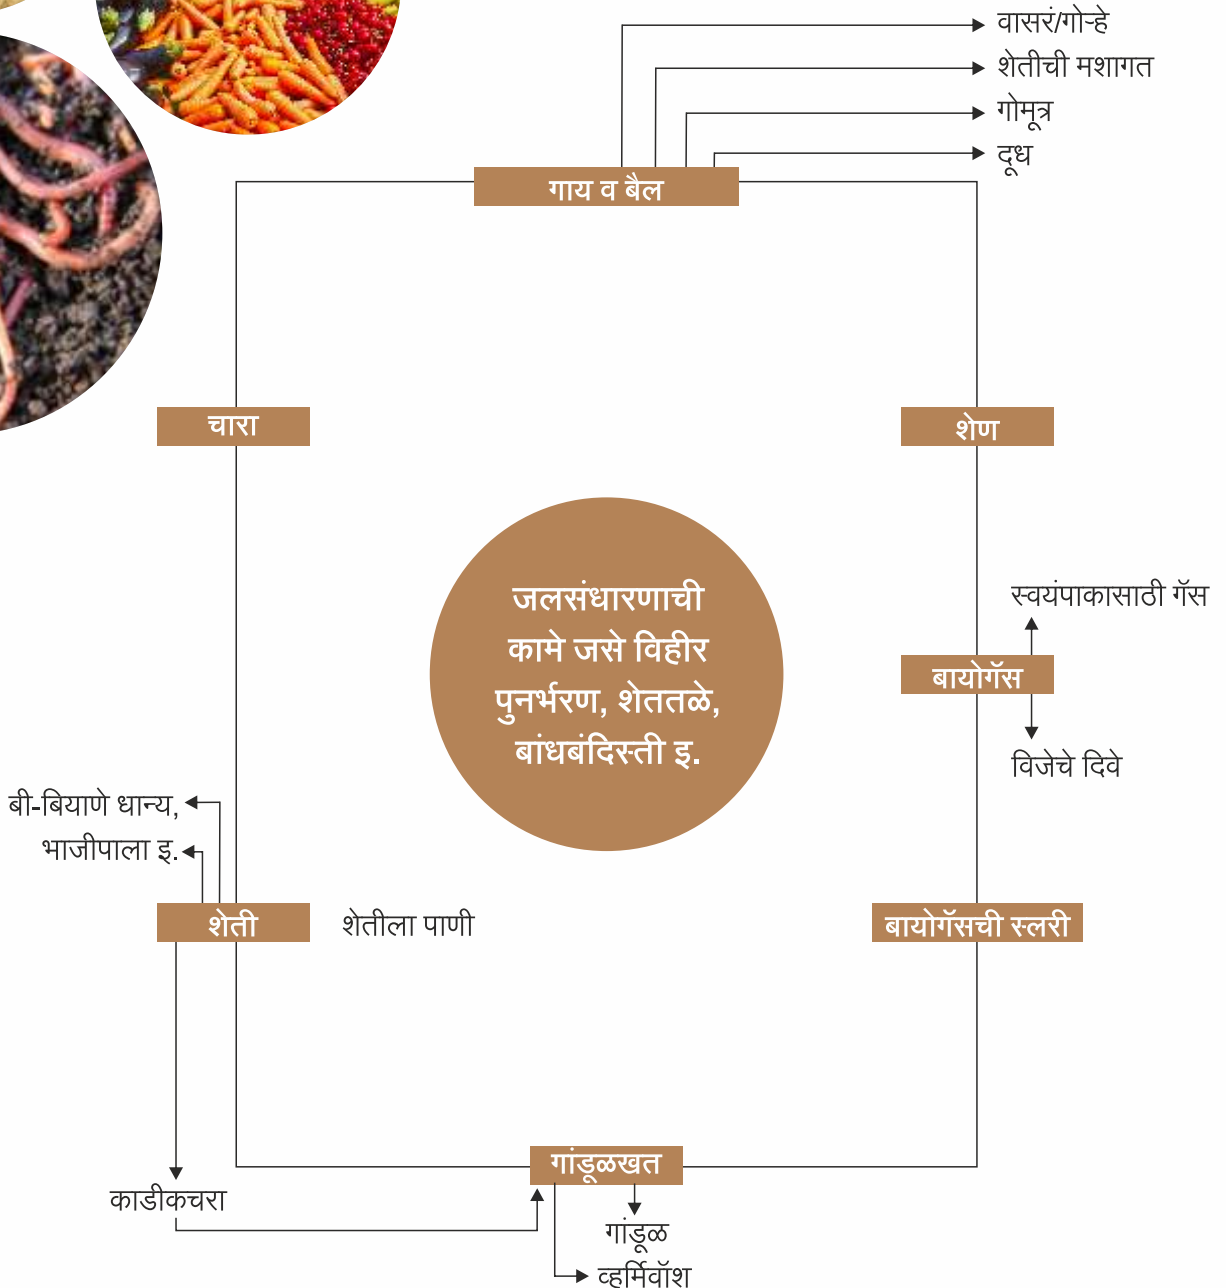 वासरं/गोऱ्हे
शेतीची मशागत
गोमूत्र
दूध
गाय व बैल
चारा
शेण
जलसंधारणाची
कामे जसे विहीर
पुनर्भरण, शेततळे,
बांधबंदिस्ती इ.
स्वयंपाकासाठी गॅस
बायोगॅस
विजेचे दिवे
बी-बियाणे धान्य,
भाजीपाला इ.
शेती
शेतीला पाणी
बायोगॅसची स्लरी
गांडूळखत
काडीकचरा
गांडूळ
व्हर्मिवॉश